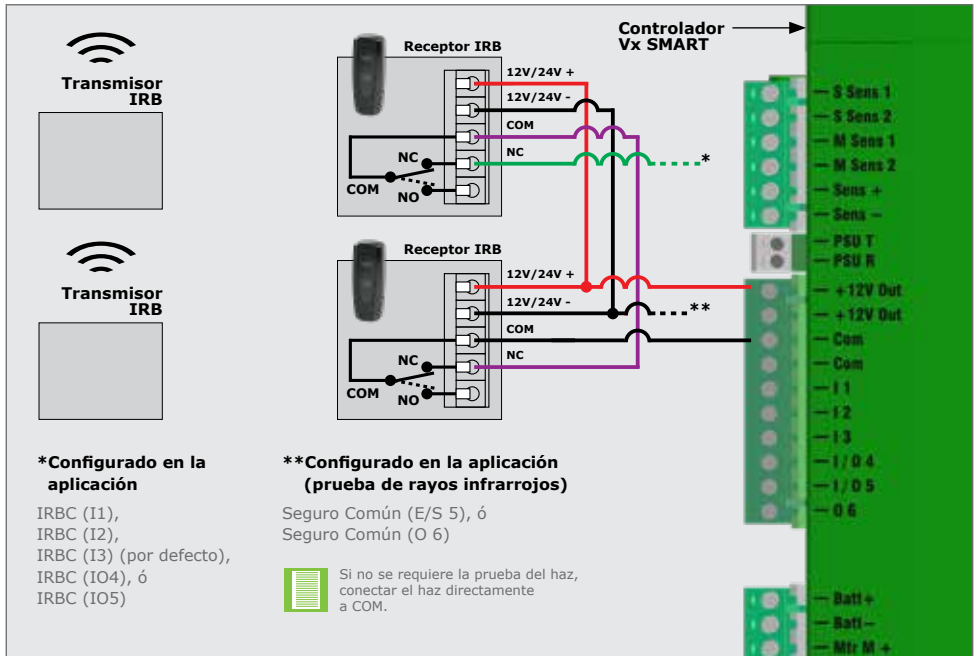 Controlador
Vx SMART
Transmisor
IRB
Receptor IRB
12V/24V +
12V/24V -
COM
NC
NC
COM
NO
*
Transmisor
IRB
Receptor IRB
12V/24V +
12V/24V -
**
COM
NC
NC
COM
NO
S Sens 1
S Sens 2
M Sens 1
M Sens 2
Sens +
Sens –
PSU T
PSU R
+12V Out
+12V Out
Com
Com
I 1
I 2
I 3
I / O 4
I / O 5
O 6
Batt+
Batt–
Mtr M +
*Configurado en la
aplicación
IRBC (I1),
IRBC (I2),
IRBC (I3) (por defecto),
IRBC (IO4), ó
IRBC (IO5)
**Configurado en la aplicación
(prueba de rayos infrarrojos)
Seguro Común (E/S 5), ó
Seguro Común (O 6)
Si no se requiere la prueba del haz,
conectar el haz directamente
a COM.